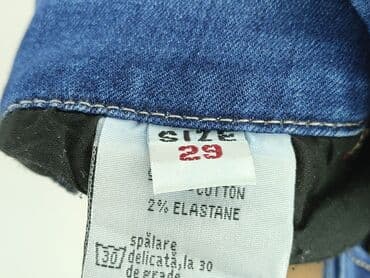 SIZE
29
COTTON
2% ELASTANE
30
spălare
delicată, la 30
de grade